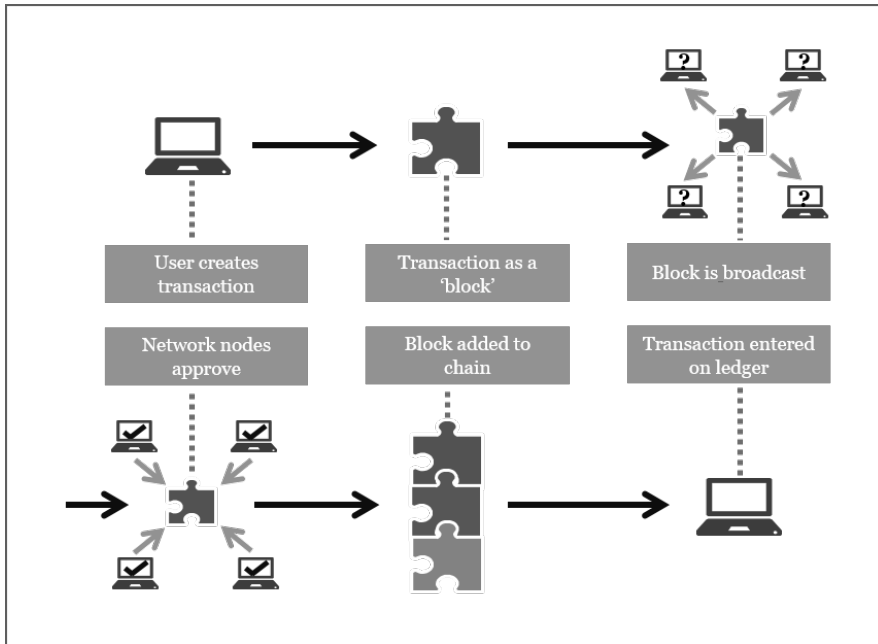 ?
?
?
?
User creates
transaction
Transaction as a
‘block’
Block is broadcast
Network nodes
approve
Block added to
chain
Transaction entered
on ledger